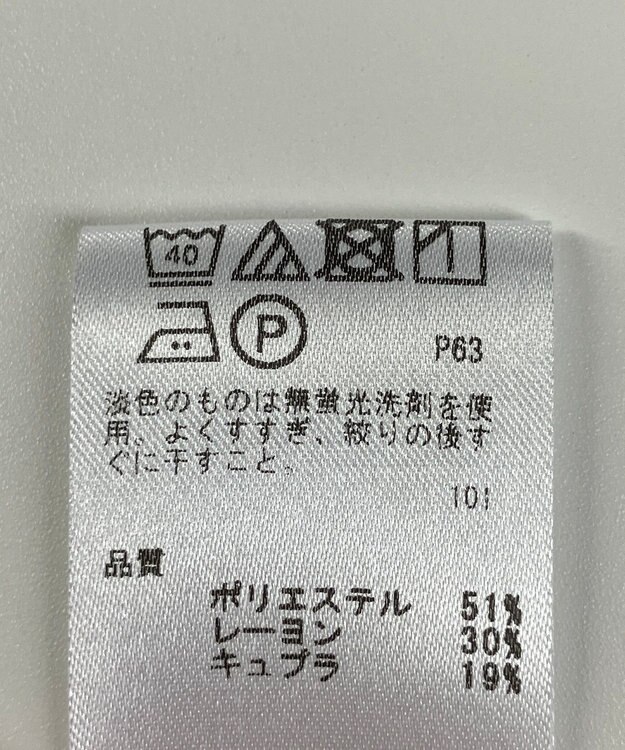 40
P
P63
淡色のものは無蛍光洗剤を使
用。よくすすぎ、絞りの後す
ぐに干すこと。
101
品質
ポリエステル 51%
レーヨン 30%
キュプラ 19%